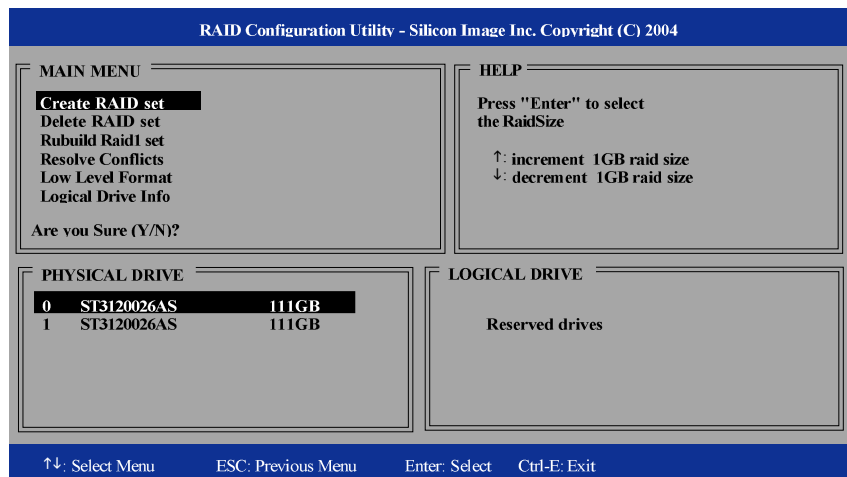 RAID Configuration Utility - Silicon Image Inc. Copyright (C) 2004
MAIN MENU
Create RAID set
Delete RAID set
Rubuild Raid1 set
Resolve Conflicts
Low Level Format
Logical Drive Info
Are you Sure (Y/N)?
HELP
Press "Enter" to select
the RaidSize
↑: increment 1GB raid size
↓: decrement 1GB raid size
PHYSICAL DRIVE
0 ST3120026AS 111GB
1 ST3120026AS 111GB
LOGICAL DRIVE
Reserved drives
↑↓: Select Menu ESC: Previous Menu Enter: Select Ctrl-E: Exit